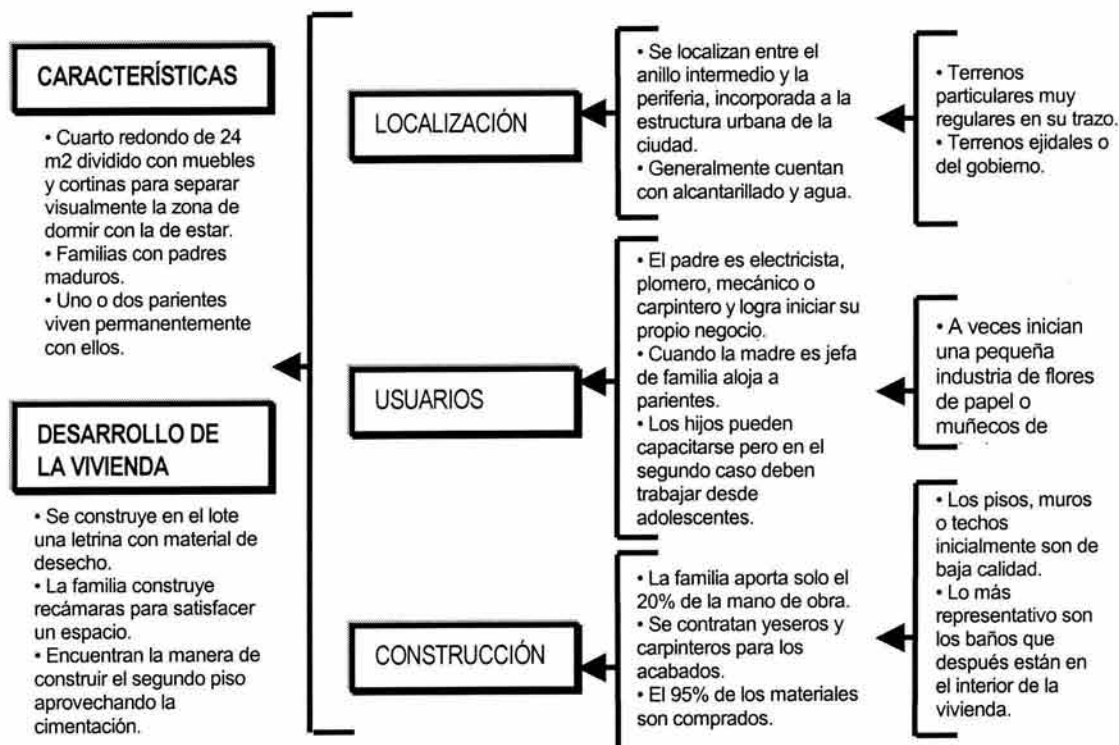 CARACTERÍSTICAS
• Cuarto redondo de 24
m2 dividido con muebles
y cortinas para separar
visualmente la zona de
dormir con la de estar.
• Familias con padres
maduros.
• Uno o dos parientes
viven permanentemente
con ellos.
DESARROLLO DE
LA VIVIENDA
• Se construye en el lote
una letrina con material de
desecho.
• La familia construye
recámaras para satisfacer
un espacio.
• Encuentran la manera de
construir el segundo piso
aprovechando la
cimentación.
LOCALIZACIÓN
• Se localizan entre el
anillo intermedio y la
periferia, incorporada a la
estructura urbana de la
ciudad.
• Generalmente cuentan
con alcantarillado y agua.
• Terrenos
particulares muy
regulares en su trazo.
• Terrenos ejidales o
del gobierno.
USUARIOS
• El padre es electricista,
plomero, mecánico o
carpintero y logra iniciar su
propio negocio.
• Cuando la madre es jefa
de familia aloja a
parientes.
• Los hijos pueden
capacitarse pero en el
segundo caso deben
trabajar desde
adolescentes.
• A veces inician
una pequeña
industria de flores
de papel o
muñecos de
CONSTRUCCIÓN
• La familia aporta solo el
20% de la mano de obra.
• Se contratan yeseros y
carpinteros para los
acabados.
• El 95% de los materiales
son comprados.
• Los pisos, muros
o techos
inicialmente son de
baja calidad.
• Lo más
representativo son
los baños que
después están en
el interior de la
vivienda.